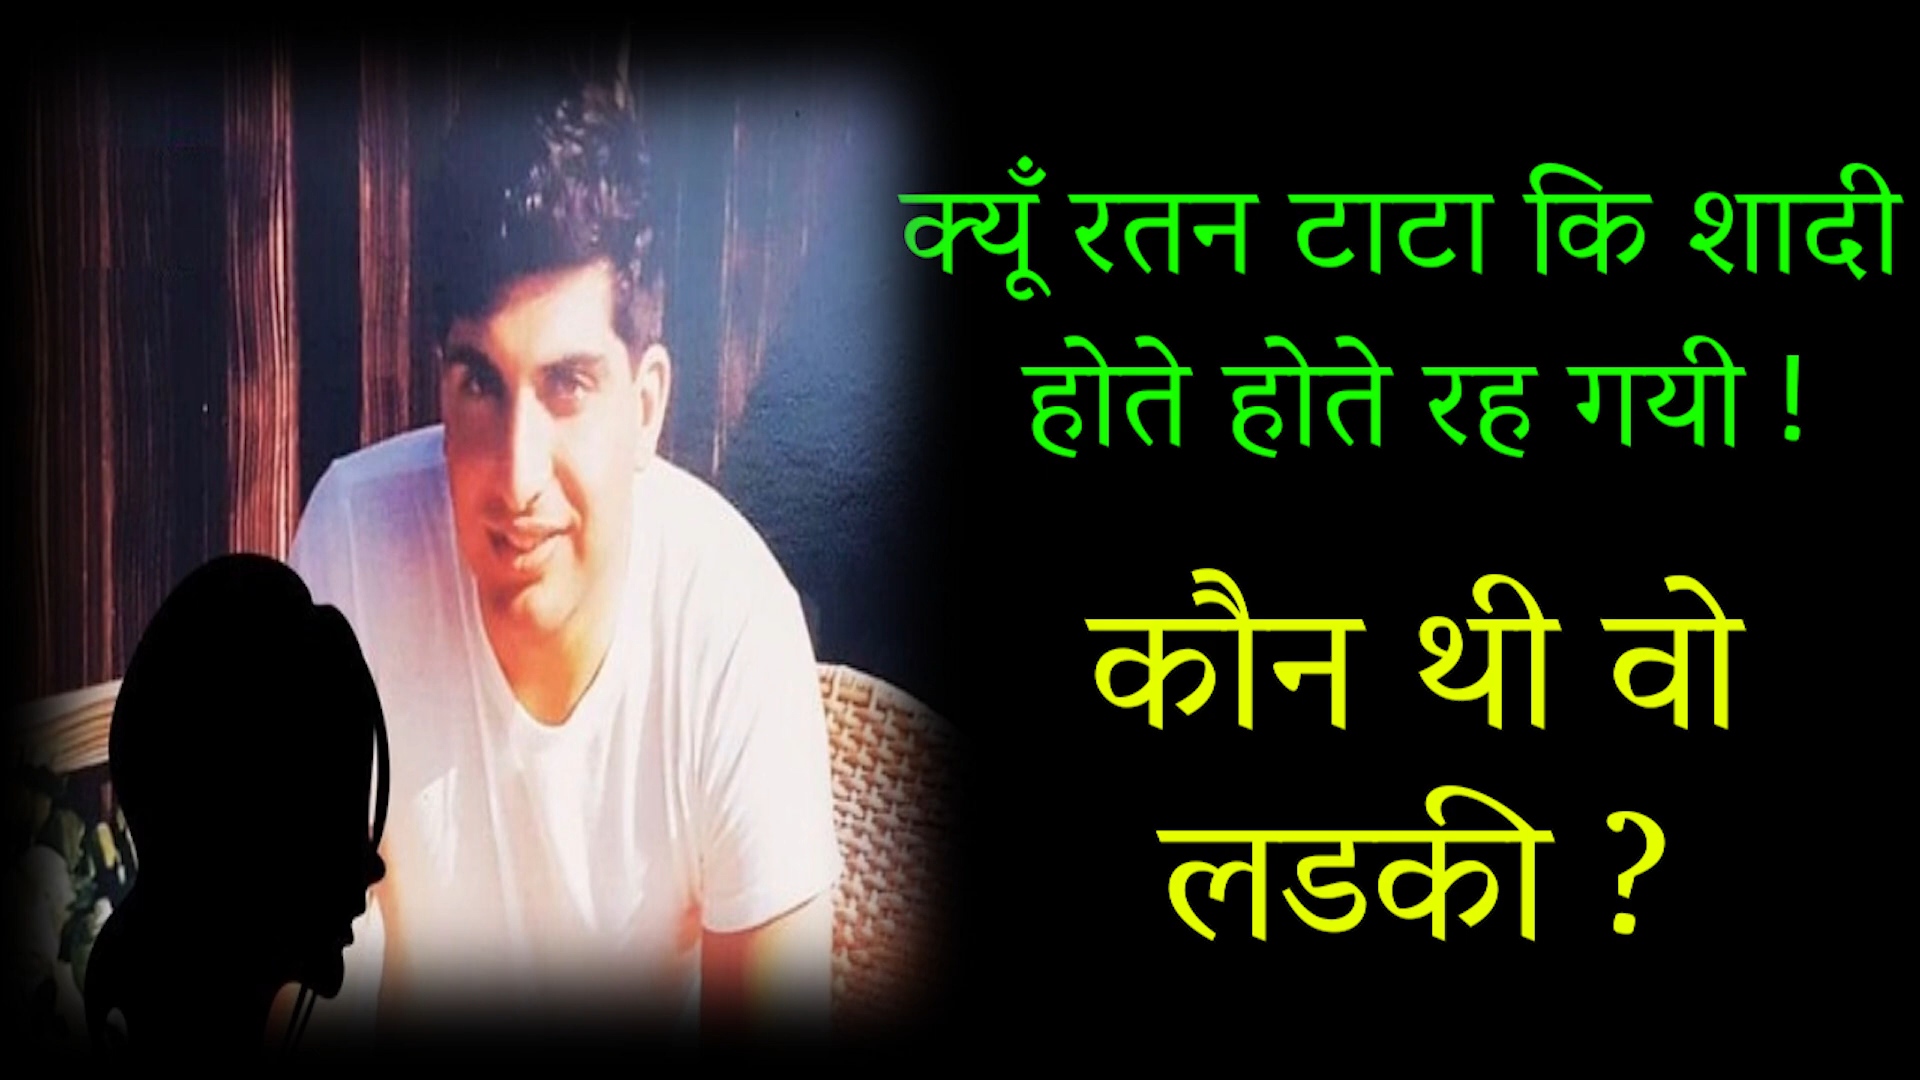 क्यूँ रतन टाटा कि शादी
होते होते रह गयी !
कौन थी वो
लडकी ?